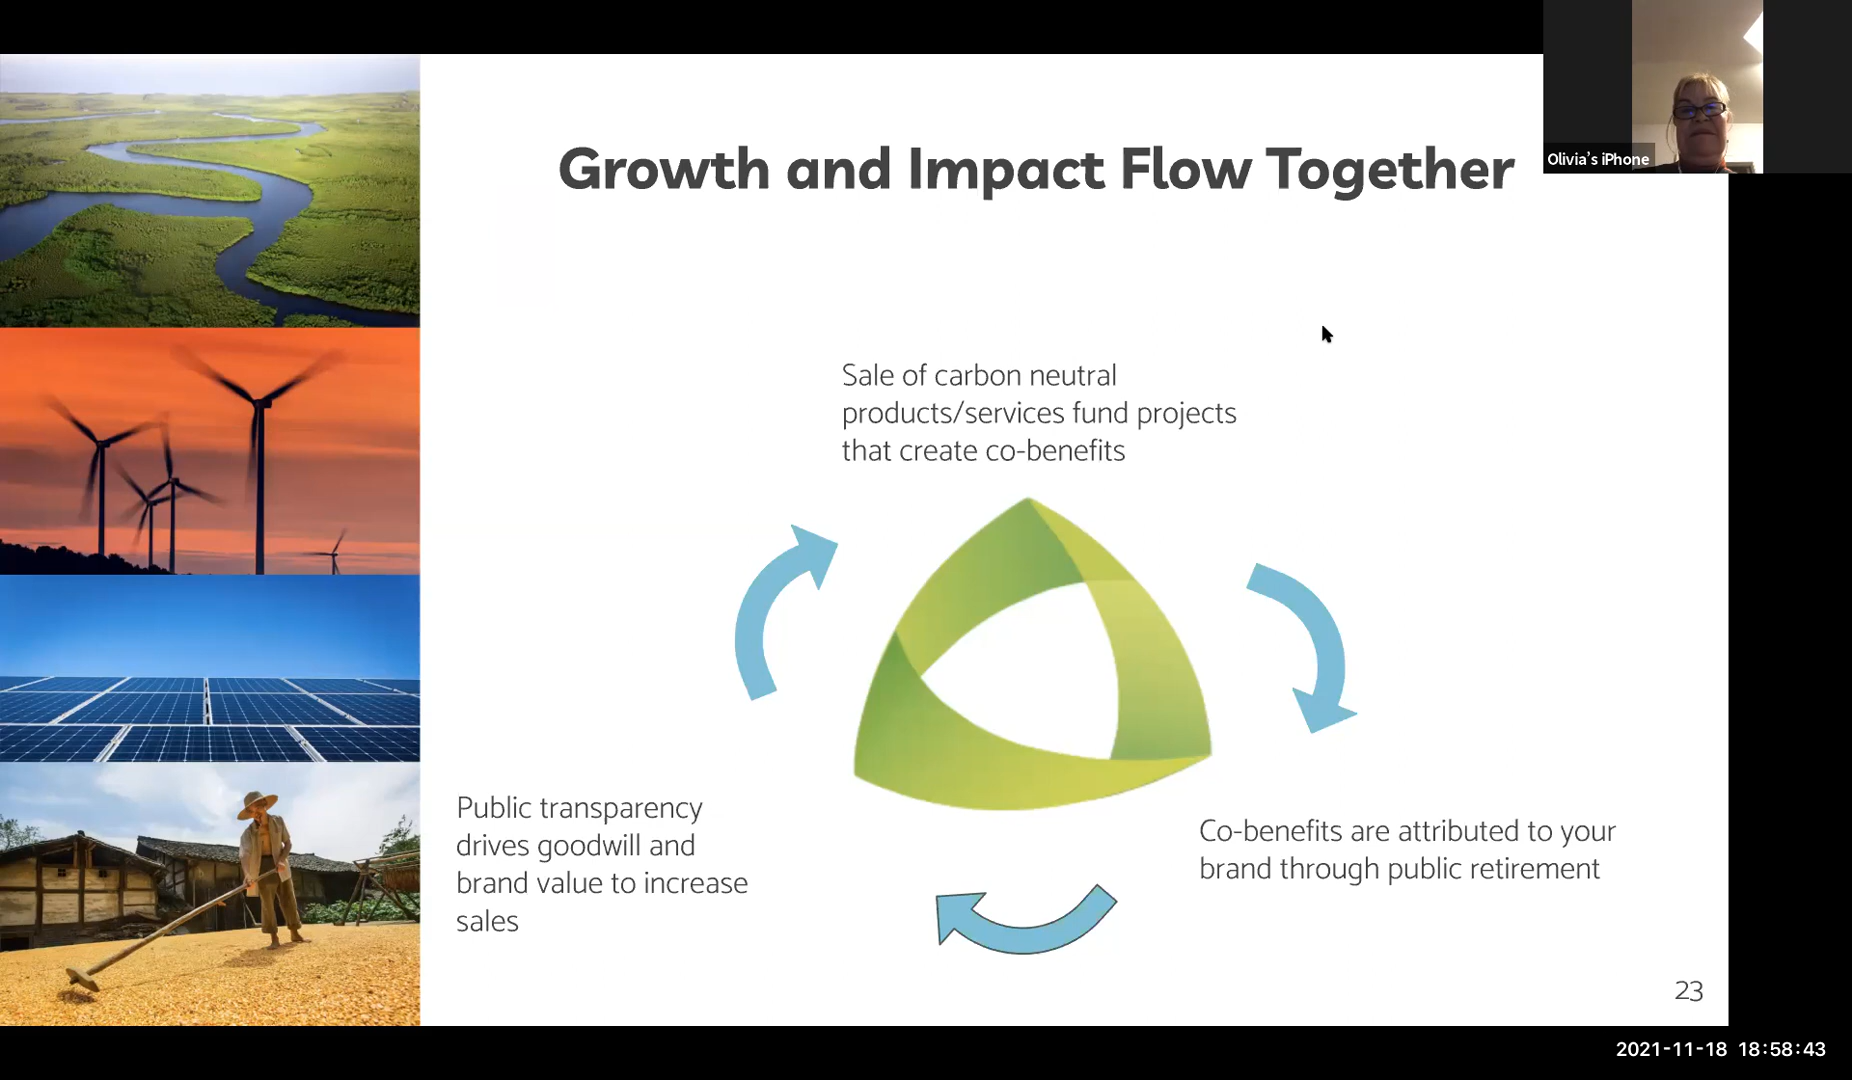 Growth and Impact Flow Together
Olivia's iPhone
Sale of carbon neutral
products/services fund projects
that create co-benefits
Public transparency
drives goodwill and
brand value to increase
sales
Co-benefits are attributed to your
brand through public retirement
23
2021-11-18 18:58:43